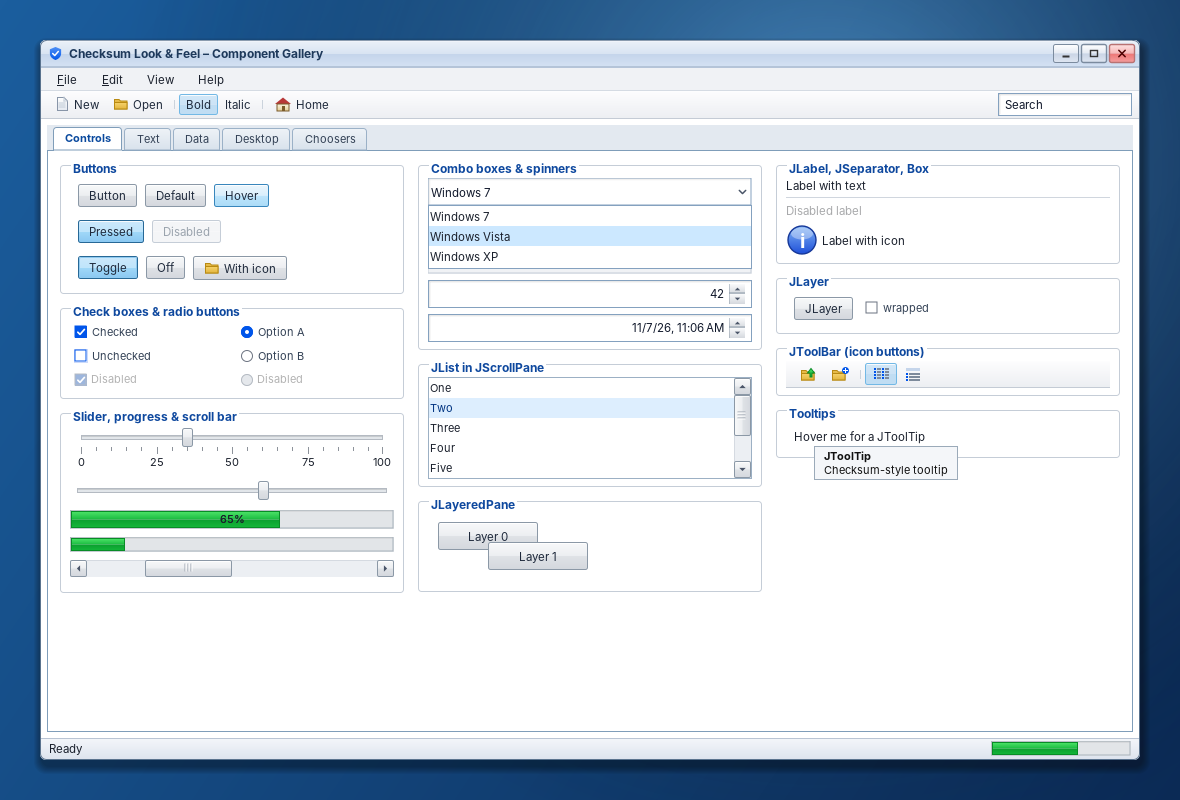 Checksum Look & Feel – Component Gallery
File Edit View Help
New Open Bold Italic Home Search
Controls Text Data Desktop Choosers
Buttons
Button Default Hover
Pressed Disabled
Toggle Off With icon
Check boxes & radio buttons
Checked Option A
Unchecked Option B
Disabled Disabled
Slider, progress & scroll bar
0 25 50 75 100
65%
Combo boxes & spinners
Windows 7
Windows 7
Windows Vista
Windows XP
42
11/7/26, 11:06 AM
JList in JScrollPane
One
Two
Three
Four
Five
JLayeredPane
Layer 0
Layer 1
JLabel, JSeparator, Box
Label with text
Disabled label
Label with icon
JLayer
JLayer wrapped
JToolBar (icon buttons)
Tooltips
Hover me for a JToolTip
JToolTip
Checksum-style tooltip
Ready